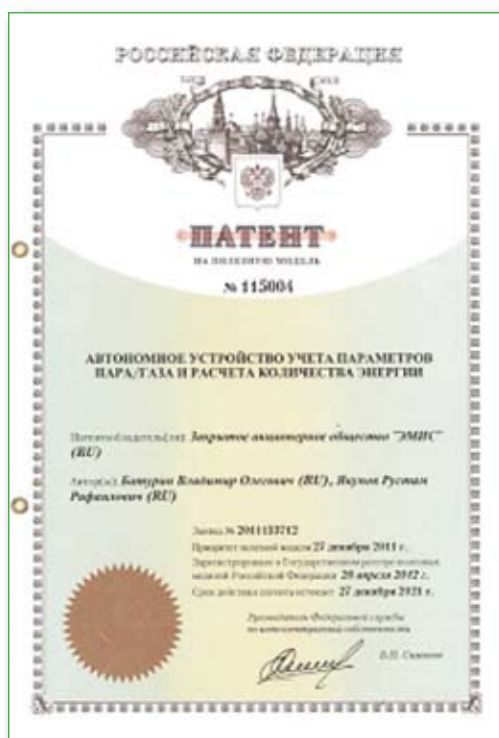 РОССИЙСКАЯ ФЕДЕРАЦИЯ
ПАТЕНТ
НА ПОЛЕЗНУЮ МОДЕЛЬ
№ 115004
АВТОНОМНОЕ УСТРОЙСТВО УЧЕТА ПАРАМЕТРОВ
ПАРА/ГАЗА И РАСЧЕТА КОЛИЧЕСТВА ЭНЕРГИИ
Патентообладатель(ли): Закрытое акционерное общество "ЭМИС"
(RU)
Автор(ы): Батурин Владимир Олегович (RU), Рустам
Рафаилович (RU)
Заявка №
Приоритет полезной модели 27 декабря 2011 г.
Зарегистрировано в Государственном реестре полезных
моделей Российской Федерации 20 апреля 2012 г.
Срок действия патента истекает 27 декабря 2021 г.
Руководитель Федеральной службы
по интеллектуальной собственности
Б.П. Симонов